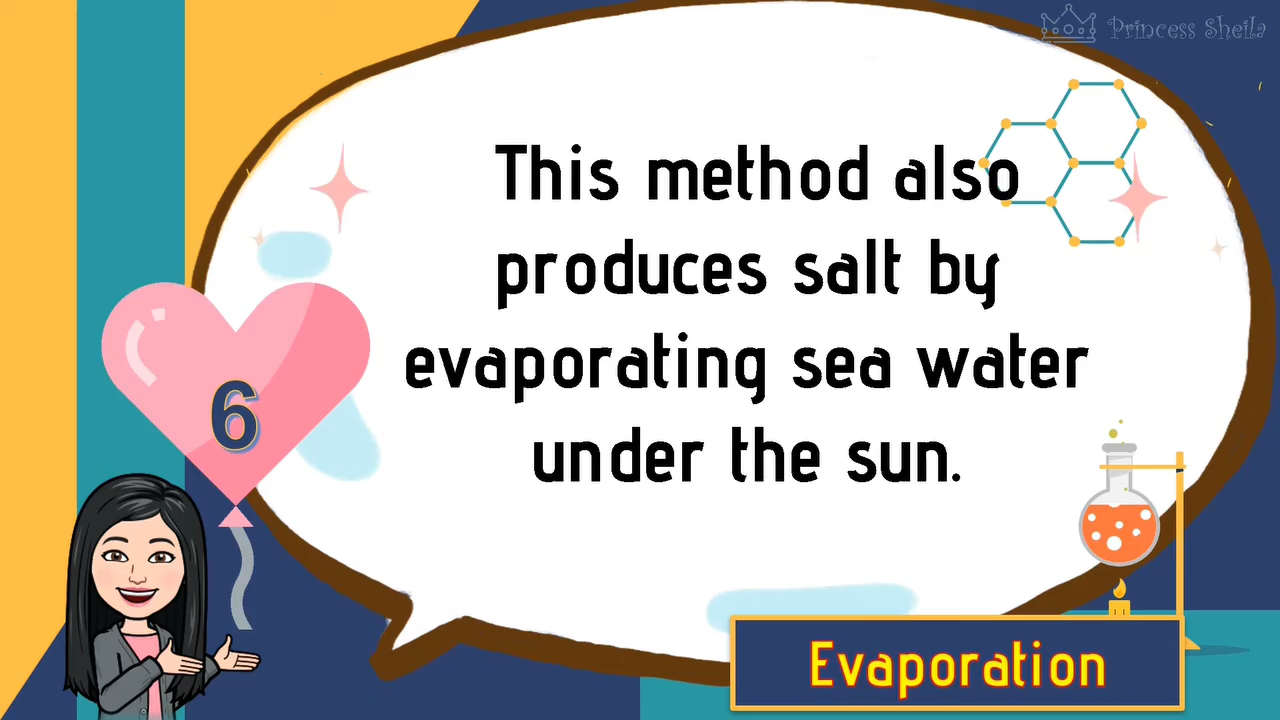 Princess Sheila
This method also
produces salt by
evaporating sea water
under the sun.
6
Evaporation